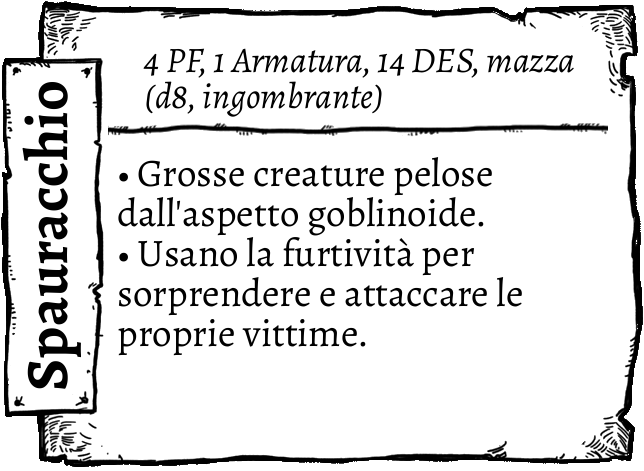 Spauracchio
4 PF, 1 Armatura, 14 DES, mazza
(d8, ingombrante)
• Grosse creature pelose
dall'aspetto goblinoide.
• Usano la furtività per
sorprendere e attaccare le
proprie vittime.